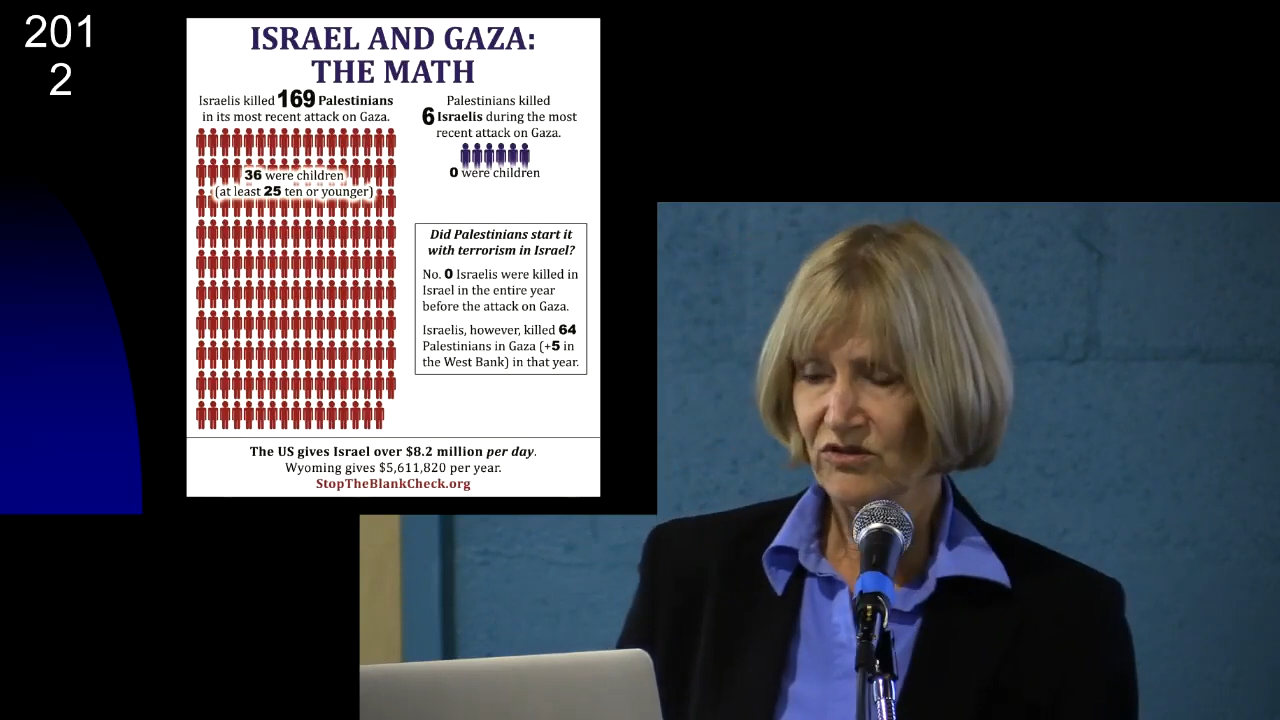 201
2
ISRAEL AND GAZA:
THE MATH
Israelis killed 169 Palestinians
in its most recent attack on Gaza.
36 were children
(at least 25 ten or younger)
Palestinians killed
6 Israelis during the most
recent attack on Gaza.
0 were children
Did Palestinians start it
with terrorism in Israel?
No. 0 Israelis were killed in
Israel in the entire year
before the attack on Gaza.
Israelis, however, killed 64
Palestinians in Gaza (+5 in
the West Bank) in that year.
The US gives Israel over $8.2 million per day.
Wyoming gives $5,611,820 per year.
StopTheBlankCheck.org